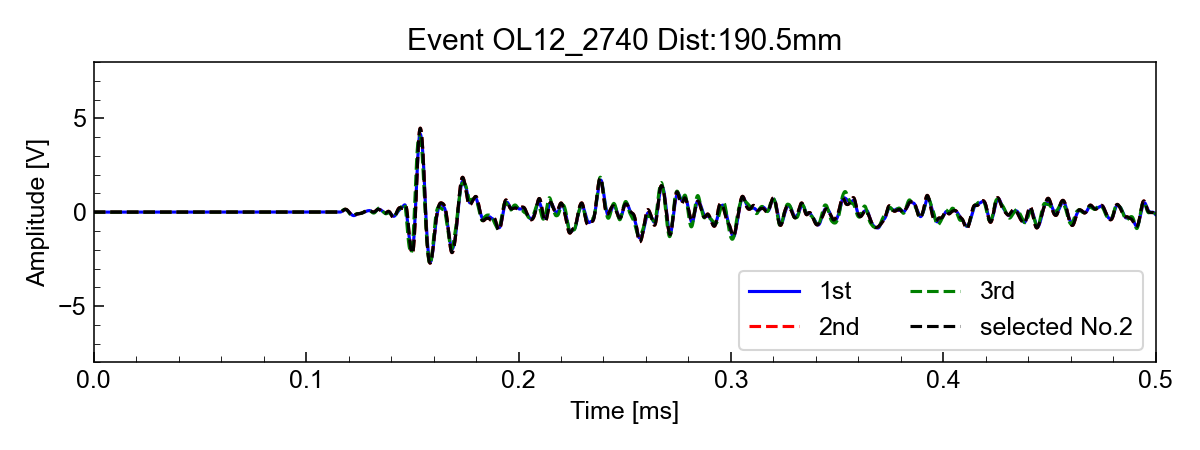 Event OL12_2740 Dist:190.5mm
Amplitude [V]
5
0
−5
1st
2nd
3rd
selected No.2
0.0 0.1 0.2 0.3 0.4 0.5
Time [ms]